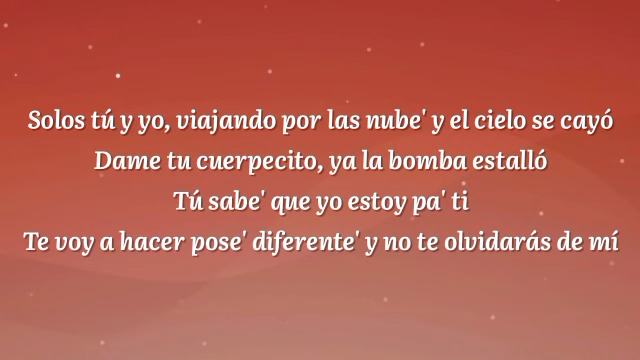 Solos tú y yo, viajando por las nube' y el cielo se cayó
Dame tu cuerpecito, ya la bomba estalló
Tú sabe' que yo estoy pa' ti
Te voy a hacer pose' diferente' y no te olvidarás de mí